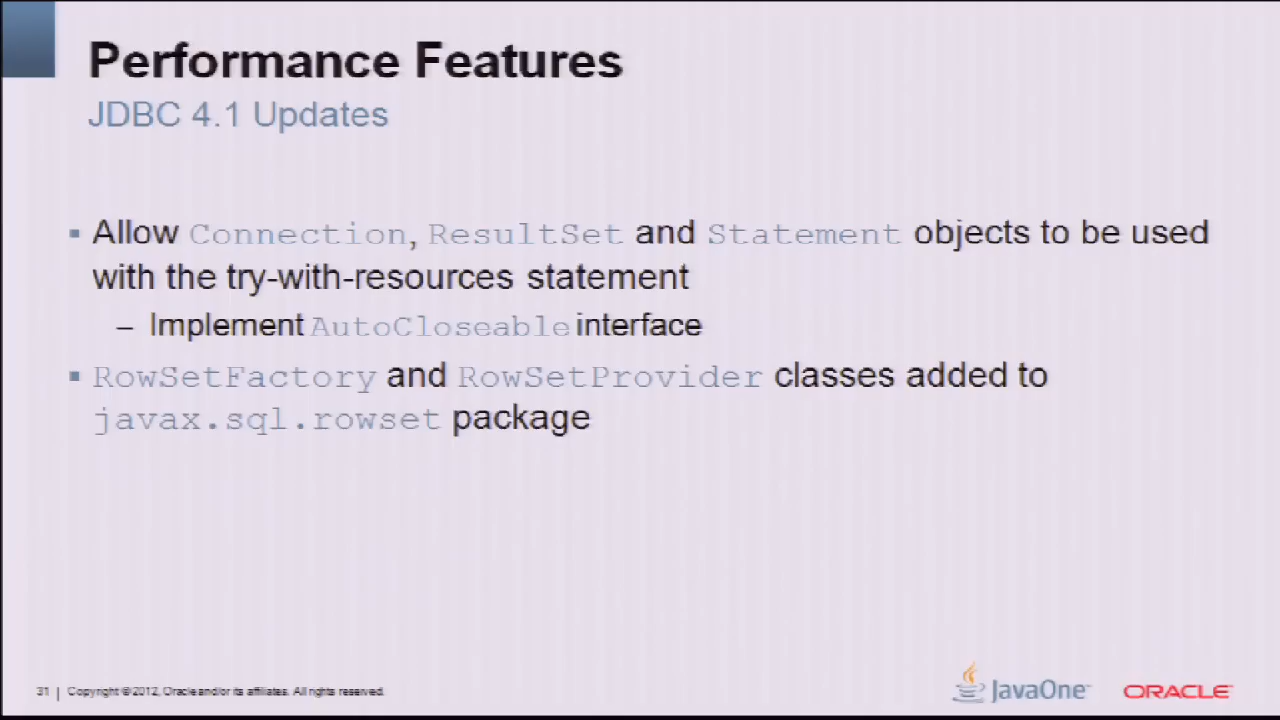 Performance Features
JDBC 4.1 Updates
▪ Allow Connection, ResultSet and Statement objects to be used
with the try-with-resources statement
– Implement AutoCloseable interface
▪ RowSetFactory and RowSetProvider classes added to
javax.sql.rowset package
31 | Copyright © 2012, Oracle and/or its affiliates. All rights reserved.
JavaOne™
ORACLE